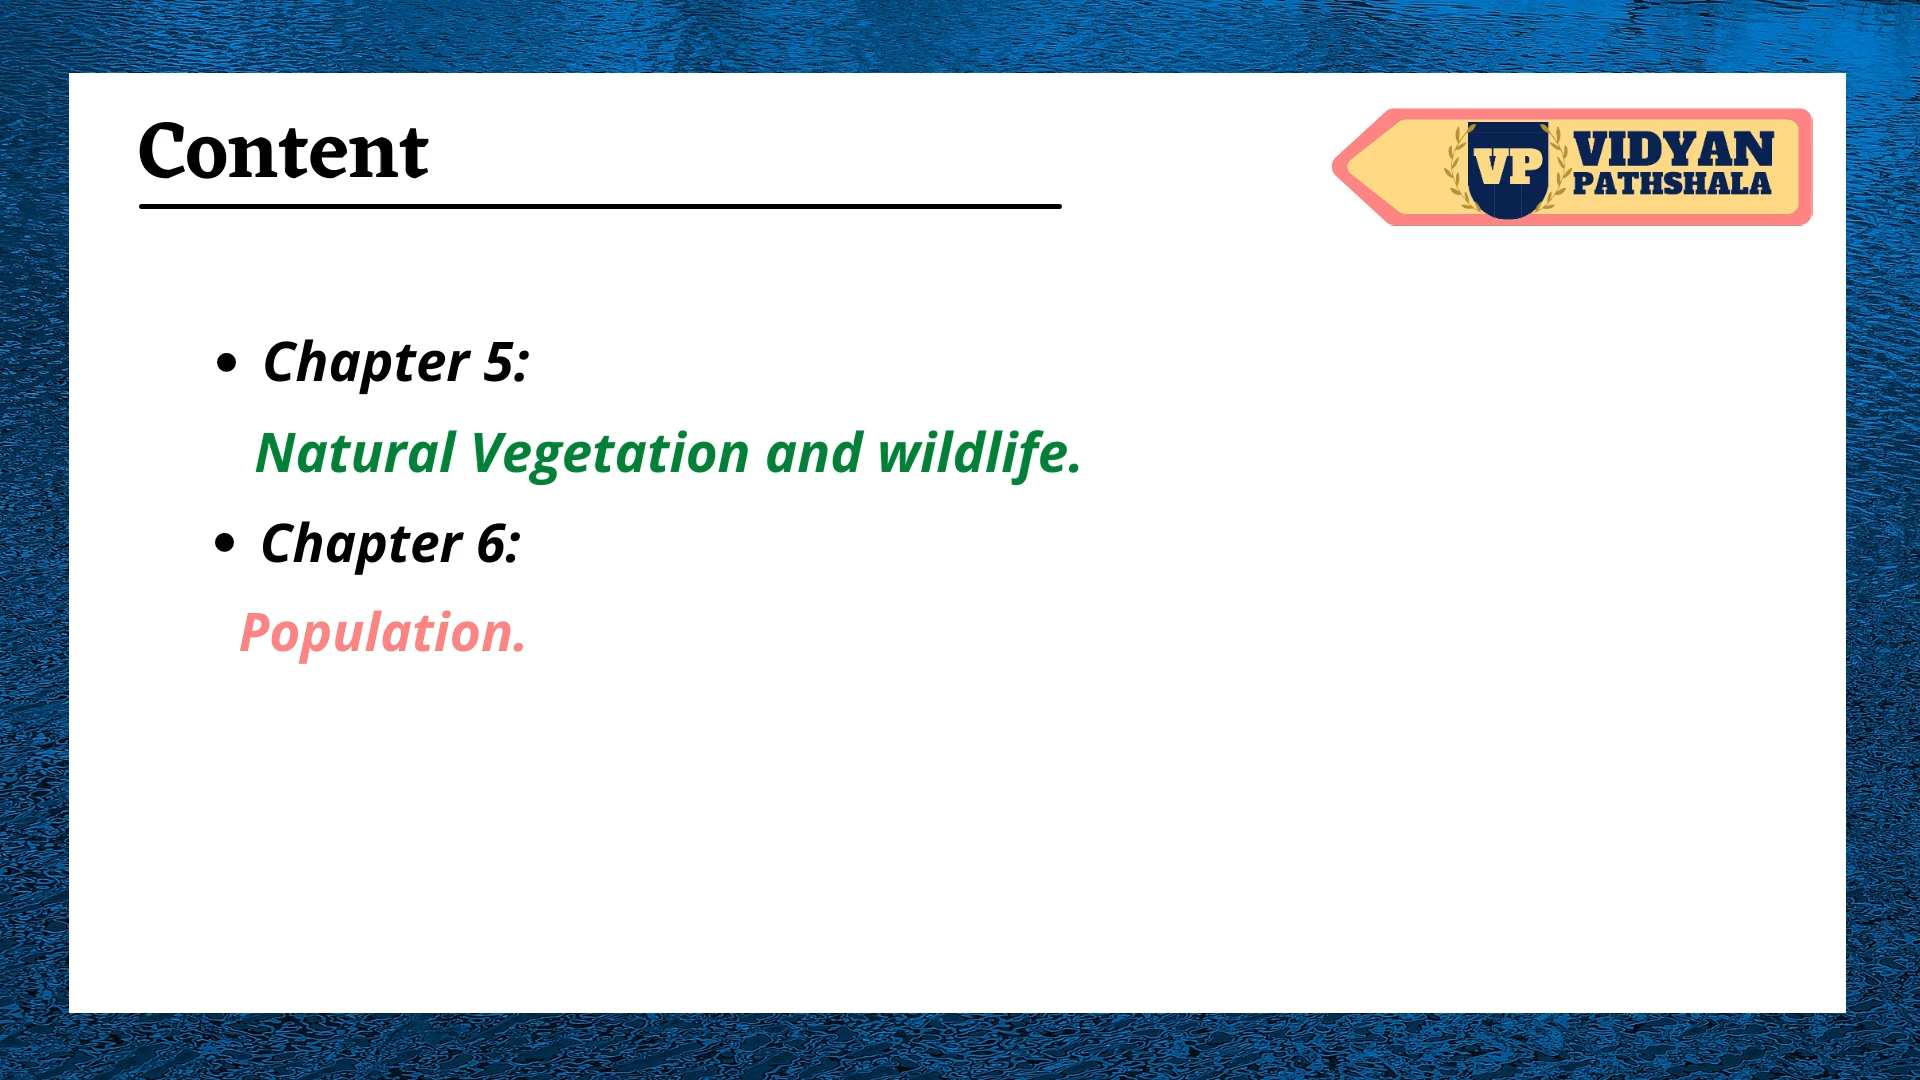 Content
VP VIDYAN
PATHSHALA
• Chapter 5:
Natural Vegetation and wildlife.
• Chapter 6:
Population.